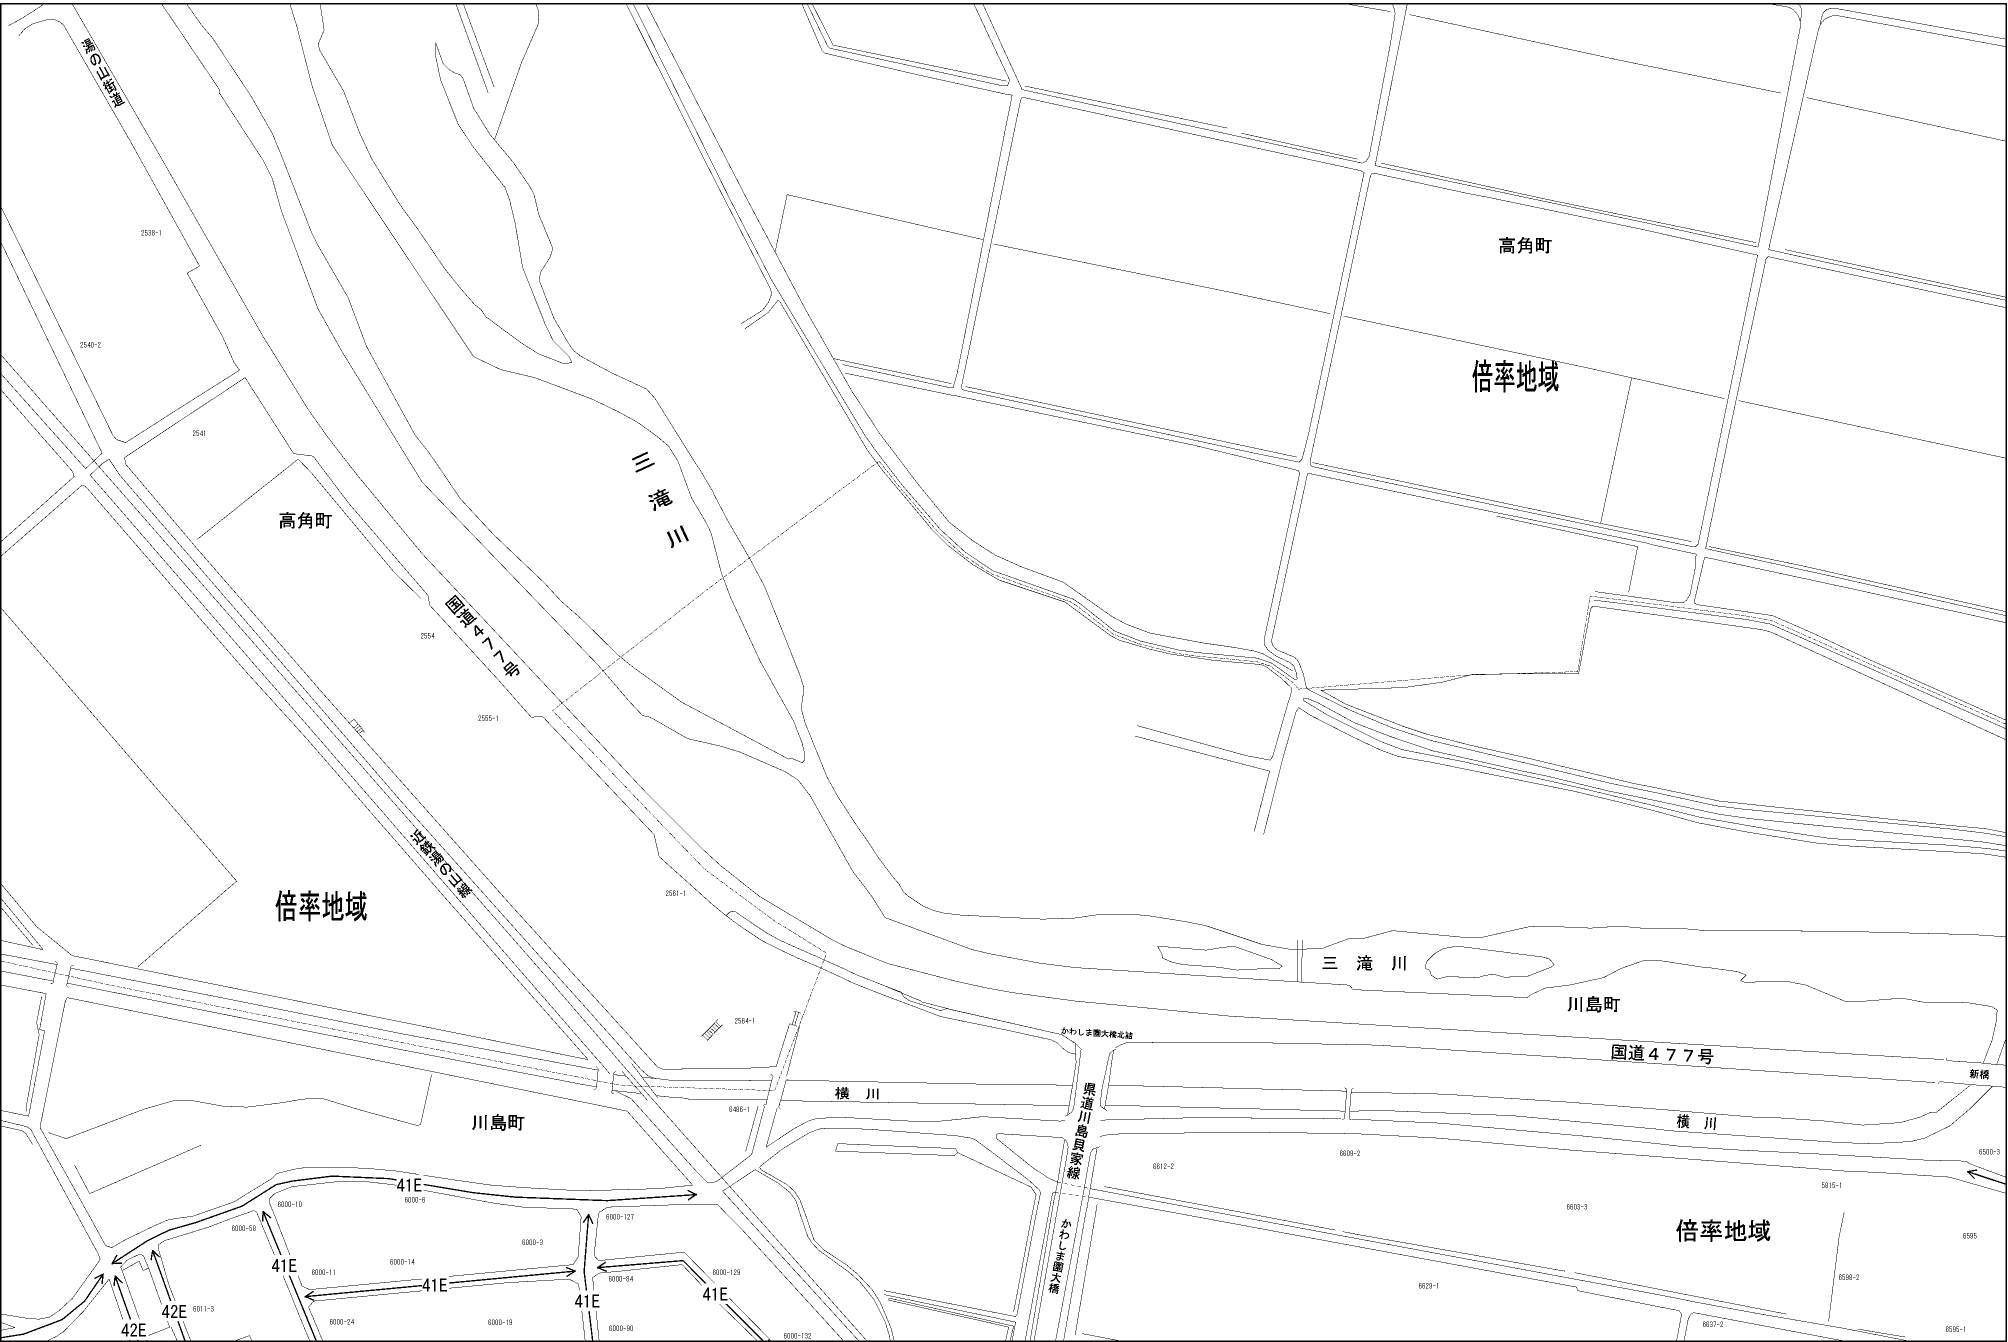 湯の山街道
2538-1
高角町
2540-2
倍率地域
2541
三滝川
高角町
国道477号
2554
2555-1
近鉄湯の山線
2561-1
倍率地域
三滝川
川島町
2564-1
かわしま園大橋北詰
国道477号
新橋
横川
県道川島貝家線
6486-1
川島町
横川
6612-2
6609-2
6500-3
5815-1
41E
6000-10
6000-6
6000-127
6000-58
6603-3
倍率地域
かわしま園大橋
6595
6000-3
41E
6000-11
6000-14
41E
6000-84
6000-129
6598-2
6629-1
41E
41E
42E
6011-3
42E
6000-24
6000-19
6000-90
6000-132
6637-2
6595-1